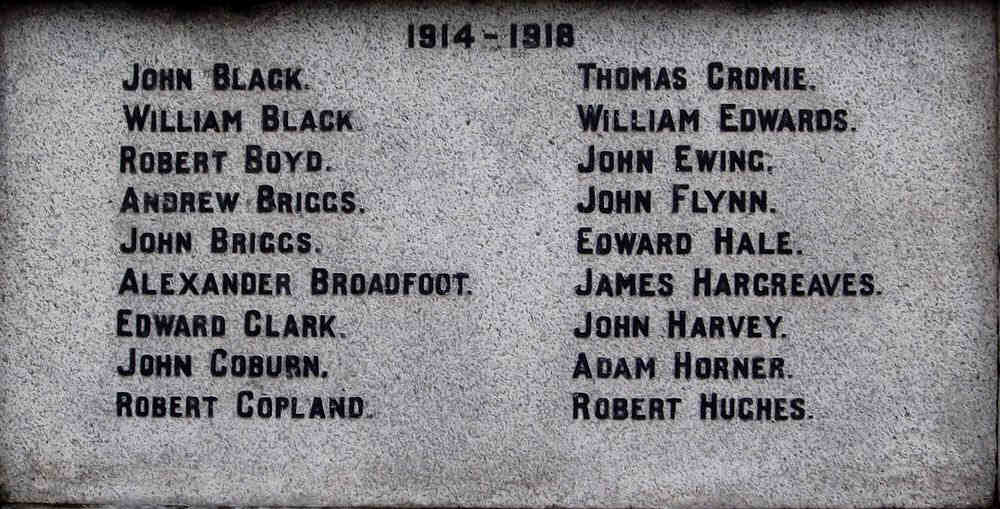 1914-1918
JOHN BLACK.
WILLIAM BLACK.
ROBERT BOYD.
ANDREW BRIGGS.
JOHN BRIGGS.
ALEXANDER BROADFOOT.
EDWARD CLARK.
JOHN COBURN.
ROBERT COPLAND.
THOMAS CROMIE.
WILLIAM EDWARDS.
JOHN EWING.
JOHN FLYNN.
EDWARD HALE.
JAMES HARGREAVES.
JOHN HARVEY.
ADAM HORNER.
ROBERT HUGHES.